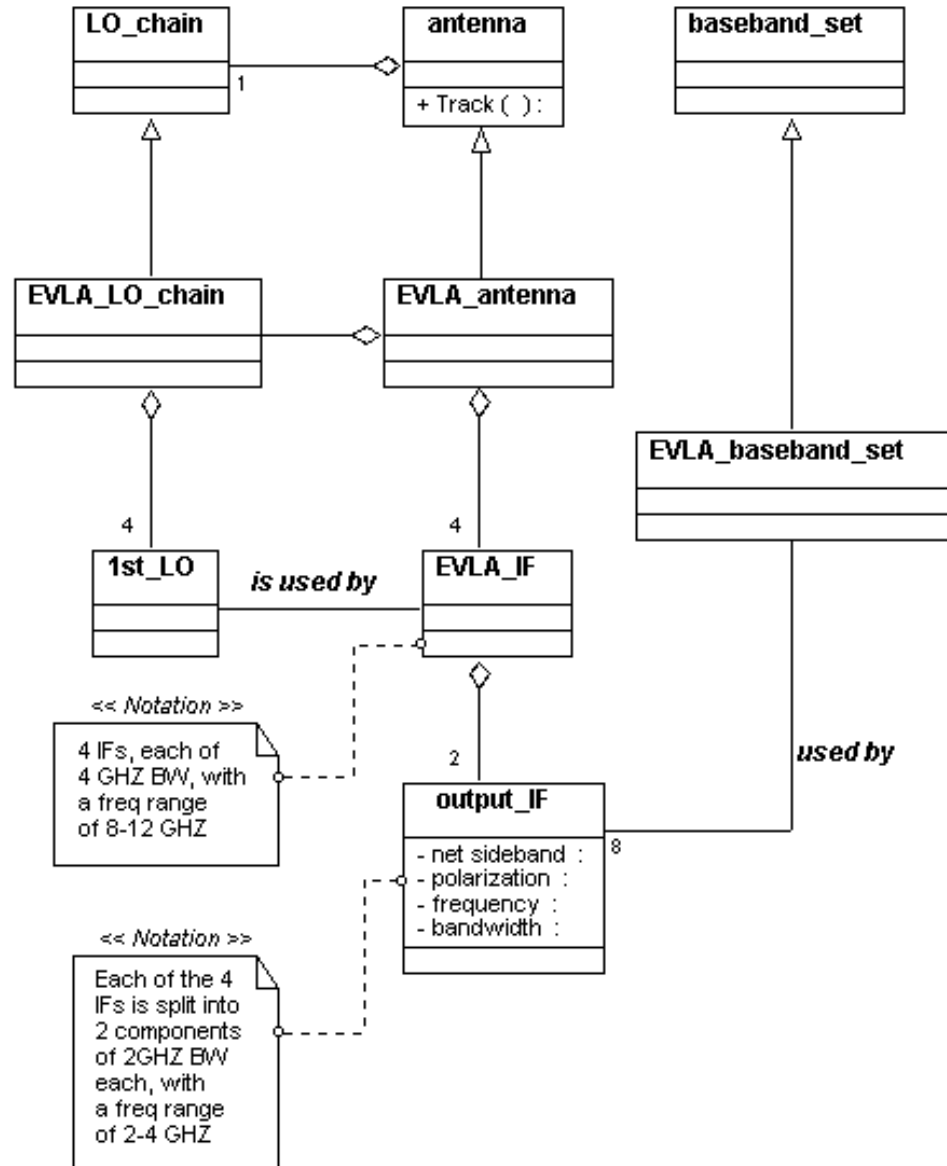 LO_chain
antenna
baseband_set
1
+ Track ( ) :
EVLA_LO_chain
EVLA_antenna
EVLA_baseband_set
4
4
1st_LO
is used by
EVLA_IF
<< Notation >>
4 IFs, each of
4 GHZ BW, with
a freq range
of 8-12 GHZ
2
used by
output_IF
8
- net sideband :
- polarization :
- frequency :
- bandwidth :
<< Notation >>
Each of the 4
IFs is split into
2 components
of 2GHZ BW
each, with
a freq range
of 2-4 GHZ